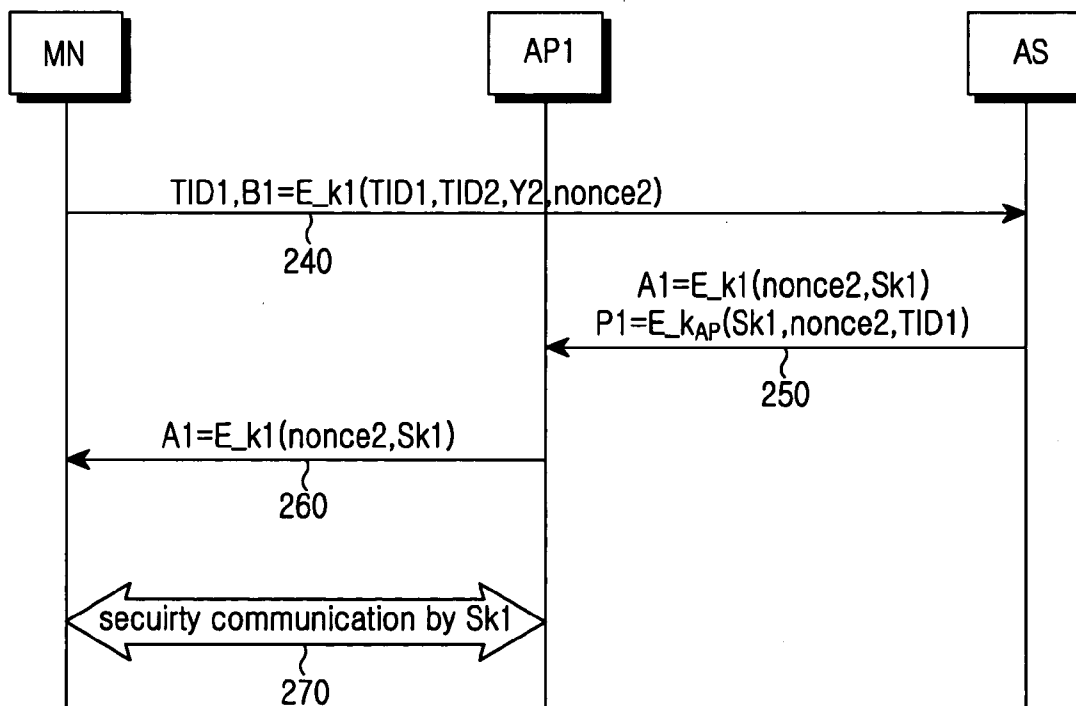 MN
AP1
AS
TID1,B1=E_k1(TID1,TID2,Y2,nonce2)
240
A1=E_k1(nonce2,Sk1)
P1=E_kAP(Sk1,nonce2,TID1)
250
A1=E_k1(nonce2,Sk1)
260
secuirty communication by Sk1
270